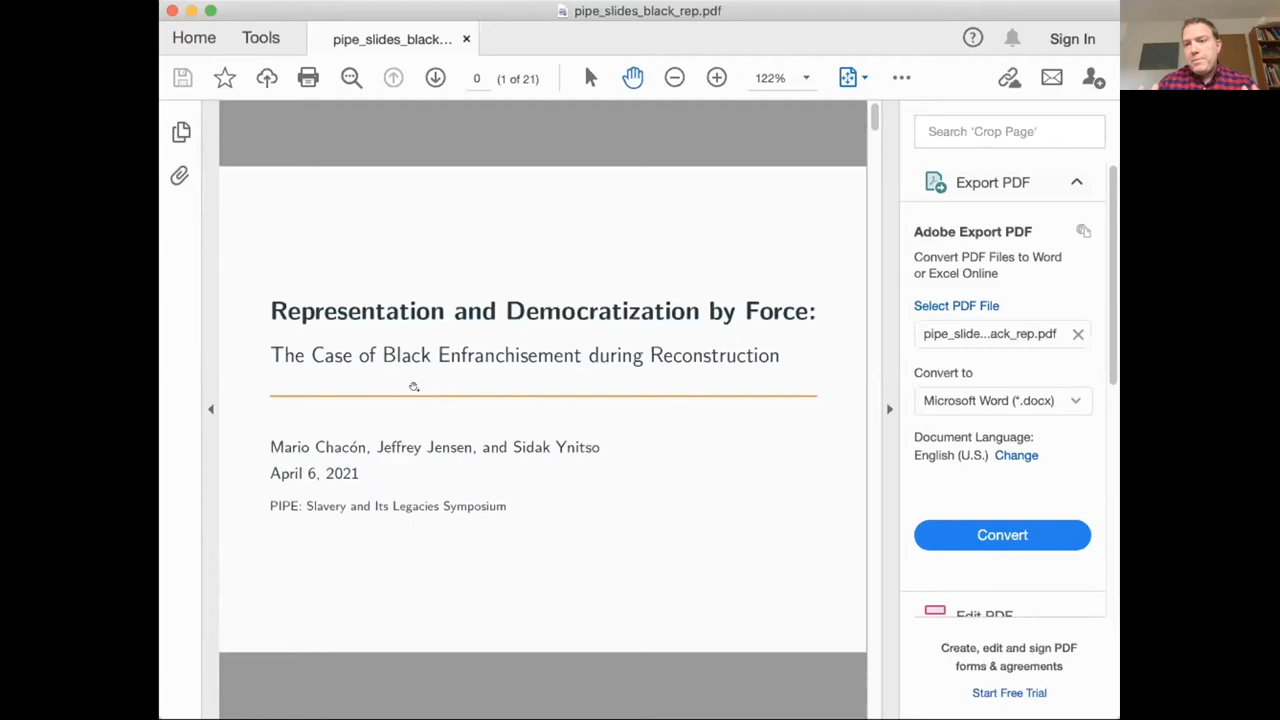 pipe_slides_black_rep.pdf
Home
Tools
pipe_slides_black...
Sign In
0
(1 of 21)
122%
Search 'Crop Page'
Export PDF
Adobe Export PDF
Convert PDF Files to Word
or Excel Online
Select PDF File
pipe_slide...ack_rep.pdf
Convert to
Microsoft Word (*.docx)
Document Language:
English (U.S.) Change
Convert
Edit PDF
Create, edit and sign PDF
forms & agreements
Start Free Trial
Representation and Democratization by Force:
The Case of Black Enfranchisement during Reconstruction
Mario Chacón, Jeffrey Jensen, and Sidak Yntiso
April 6, 2021
PIPE: Slavery and Its Legacies Symposium